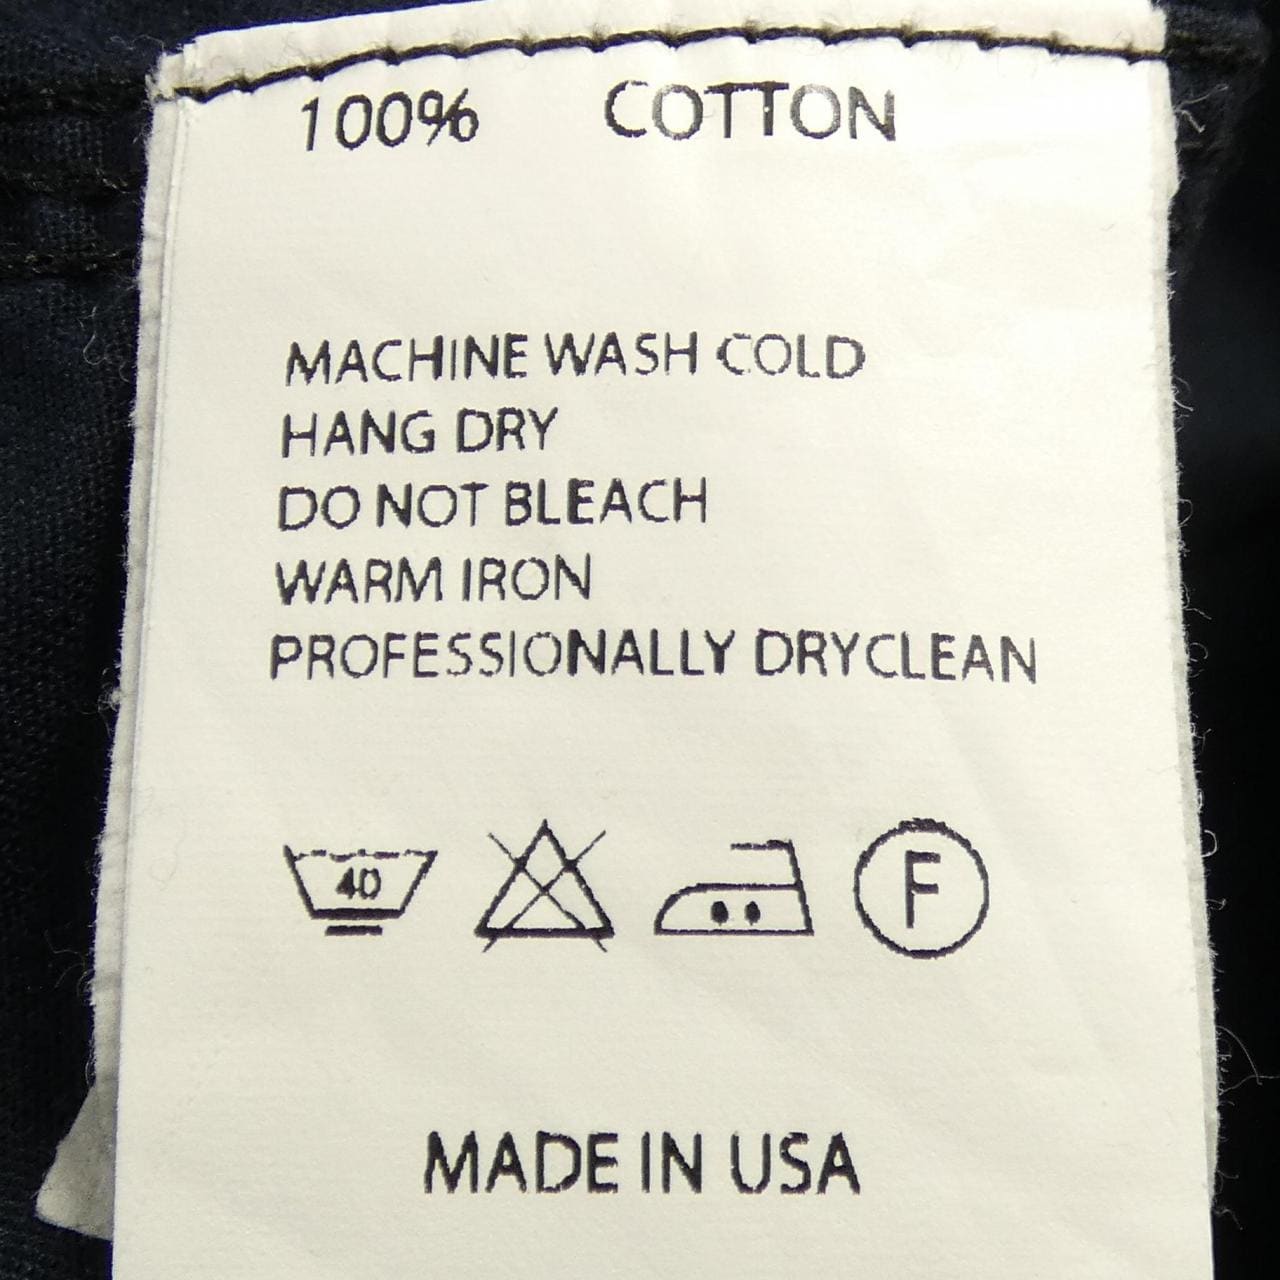 100% COTTON
MACHINE WASH COLD
HANG DRY
DO NOT BLEACH
WARM IRON
PROFESSIONALLY DRYCLEAN
40 F
MADE IN USA